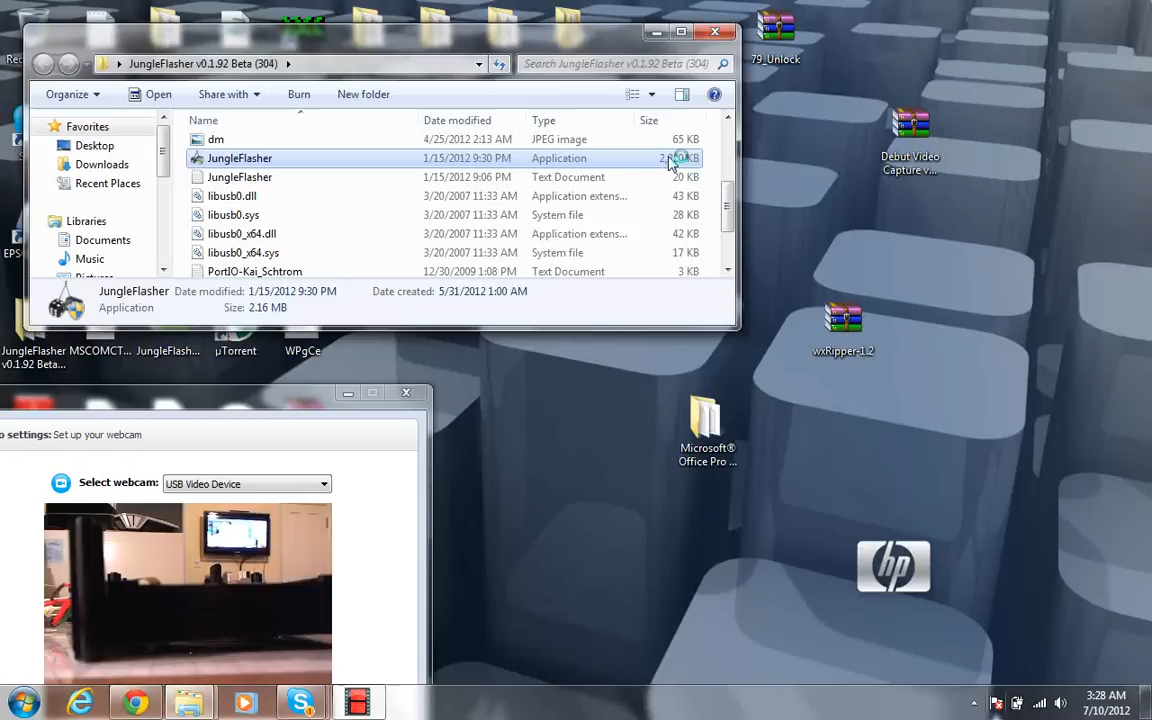 JungleFlasher v0.1.92 Beta (304)
Search JungleFlasher v0.1.92 Beta (304)
Organize
Open
Share with
Burn
New folder
Favorites
Desktop
Downloads
Recent Places
Libraries
Documents
Music
Name
Date modified
Type
Size
dm 4/25/2012 2:13 AM JPEG image 65 KB
JungleFlasher 1/15/2012 9:30 PM Application
JungleFlasher 1/15/2012 9:06 PM Text Document 20 KB
libusb0.dll 3/20/2007 11:33 AM Application extens... 43 KB
libusb0.sys 3/20/2007 11:33 AM System file 28 KB
libusb0_x64.dll 3/20/2007 11:33 AM Application extens... 42 KB
libusb0_x64.sys 3/20/2007 11:33 AM System file 17 KB
PortIO-Kai_Schtrom 12/30/2009 1:08 PM Text Document 3 KB
JungleFlasher Date modified: 1/15/2012 9:30 PM Date created: 5/31/2012 1:00 AM
Application Size: 2.16 MB
79_Unlock
Debut Video
Capture v...
wxRipper-1.2
Microsoft®
Office Pro ...
JungleFlasher
v0.1.92 Beta...
MSCOMCT...
JungleFlash...
µTorrent
WPgCe
o settings: Set up your webcam
Select webcam: USB Video Device
hp
3:28 AM
7/10/2012